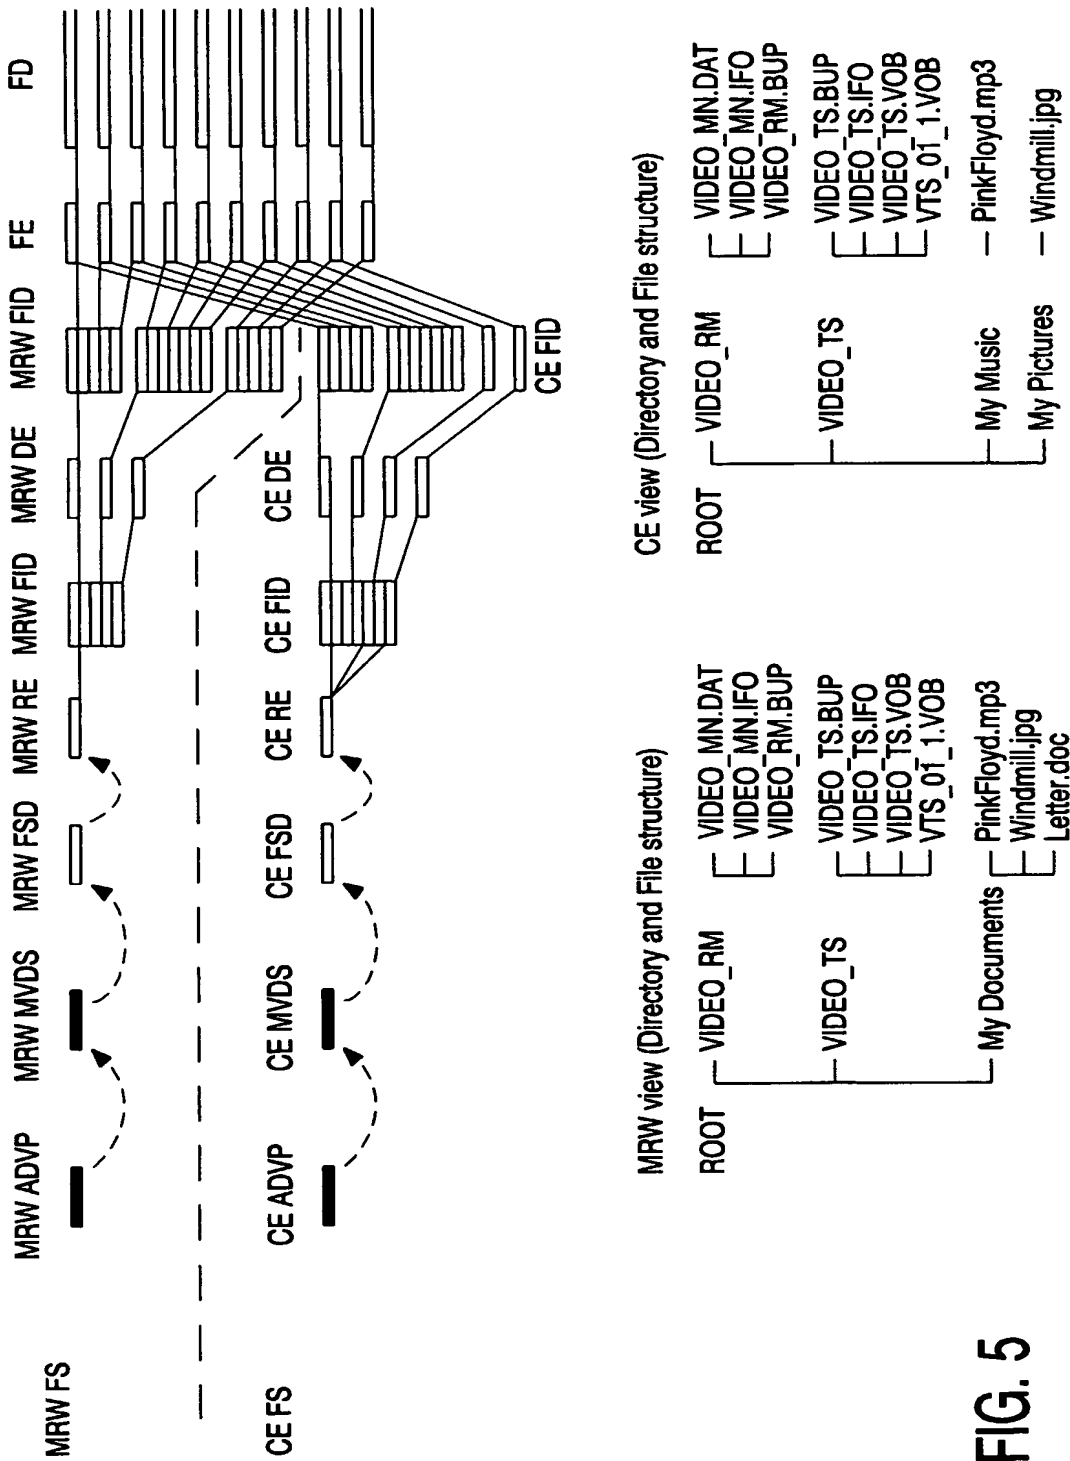 MRW FS
MRW ADVP
MRW MVDS
MRW FSD
MRW RE
MRW FID
MRW DE
MRW FID
FE
FD
CE FS
CE ADVP
CE MVDS
CE FSD
CE RE
CE FID
CE DE
CE FID
MRW view (Directory and File structure)
ROOT
VIDEO_RM
VIDEO_MN.DAT
VIDEO_MN.IFO
VIDEO_RM.BUP
VIDEO_TS
VIDEO_TS.BUP
VIDEO_TS.IFO
VIDEO_TS.VOB
VTS_01_1.VOB
My Documents
PinkFloyd.mp3
Windmill.jpg
Letter.doc
CE view (Directory and File structure)
ROOT
VIDEO_RM
VIDEO_MN.DAT
VIDEO_MN.IFO
VIDEO_RM.BUP
VIDEO_TS
VIDEO_TS.BUP
VIDEO_TS.IFO
VIDEO_TS.VOB
VTS_01_1.VOB
My Music
PinkFloyd.mp3
My Pictures
Windmill.jpg
FIG. 5